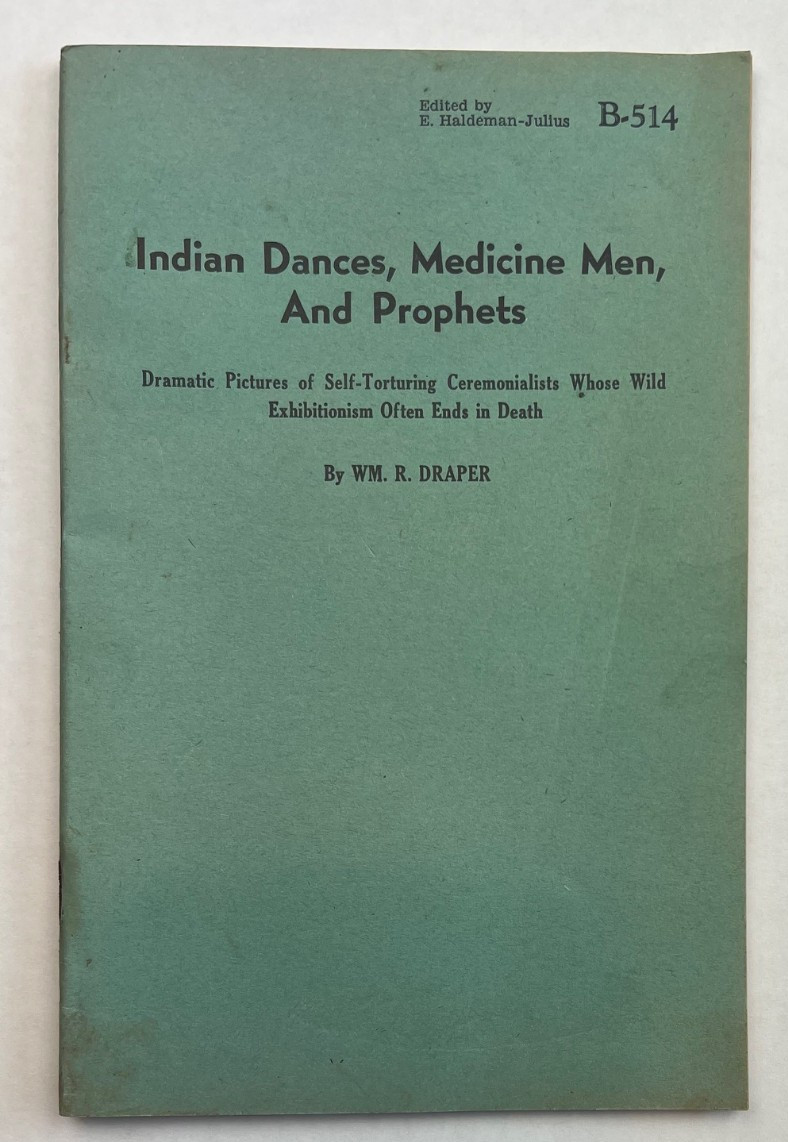 Edited by
E. Haldeman-Julius B-514
Indian Dances, Medicine Men,
And Prophets
Dramatic Pictures of Self-Torturing Ceremonialists Whose Wild
Exhibitionism Often Ends in Death
By WM. R. DRAPER